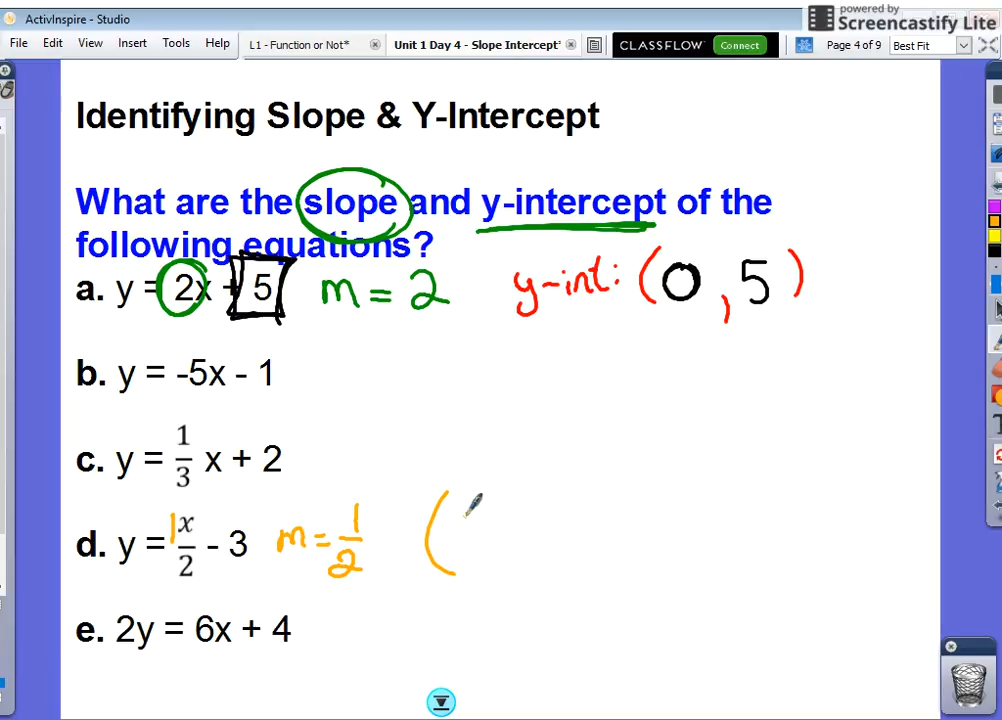 ActivInspire - Studio
powered by
Screencastify Lite
File Edit View Insert Tools Help
L1 - Function or Not*
Unit 1 Day 4 - Slope Intercept*
CLASSFLOW Connect
Page 4 of 9
Best Fit
Identifying Slope & Y-Intercept
What are the slope and y-intercept of the
following equations?
a. y = 2x + 5 m = 2 y-int: (0, 5)
b. y = -5x - 1
c. y = 1/3 x + 2
d. y = 1x/2 - 3 m = 1/2 (
e. 2y = 6x + 4